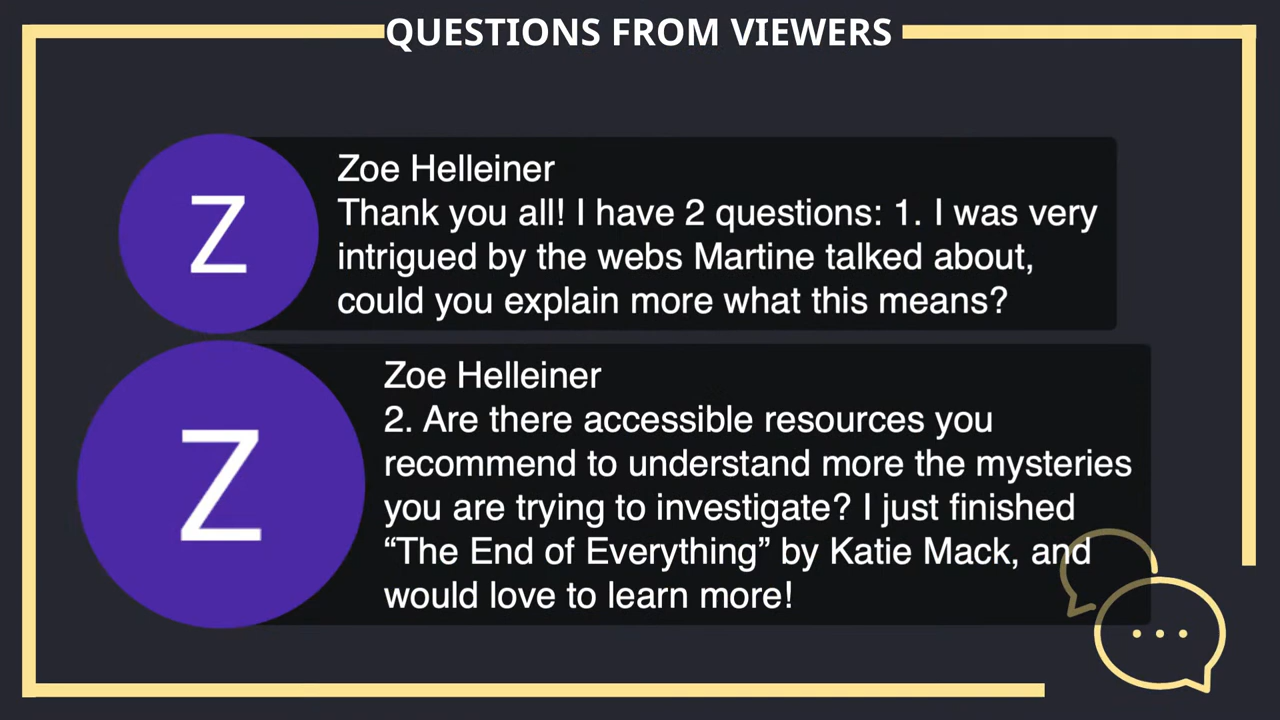 QUESTIONS FROM VIEWERS
Z
Zoe Helleiner
Thank you all! I have 2 questions: 1. I was very
intrigued by the webs Martine talked about,
could you explain more what this means?
Z
Zoe Helleiner
2. Are there accessible resources you
recommend to understand more the mysteries
you are trying to investigate? I just finished
“The End of Everything” by Katie Mack, and
would love to learn more!